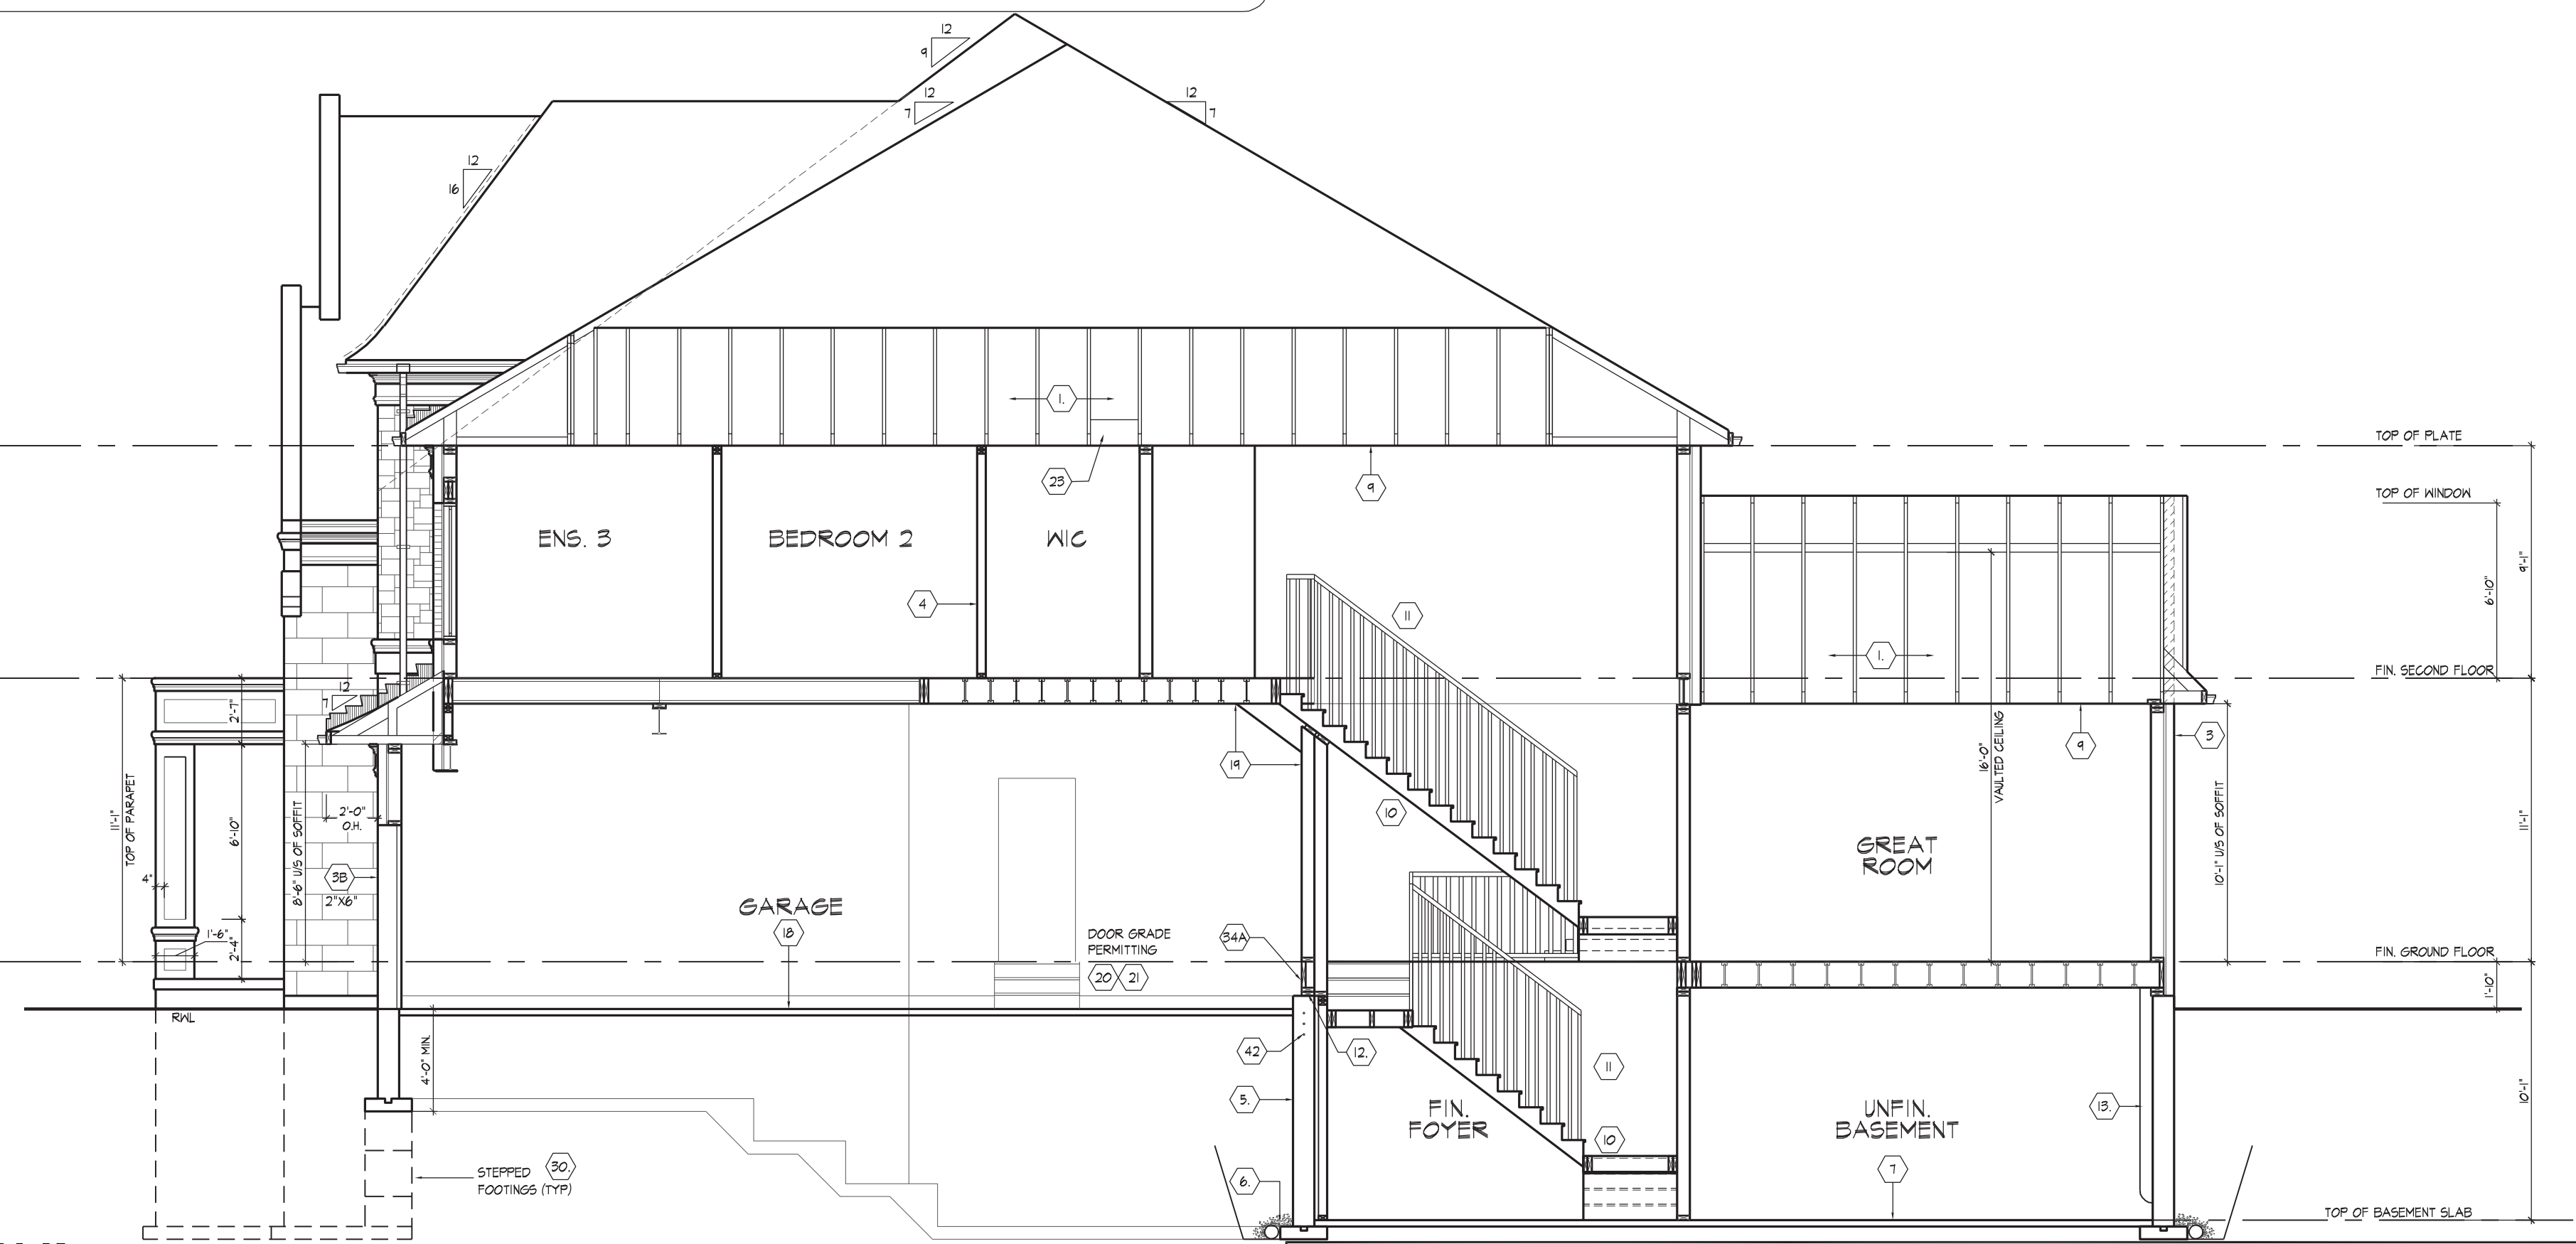 12
9
12
7
12
7
12
16
1.
TOP OF PLATE
23
9
TOP OF WINDOW
ENS. 3
BEDROOM 2
WIC
9'-1"
6'-10"
4
11
1.
FIN. SECOND FLOOR
12
7
2'-7"
19
16'-0"
VAULTED CEILING
9
3
11'-1"
TOP OF PARAPET
6'-10"
8'-6" U/S OF SOFFIT
2'-0"
O.H.
10
10'-1" U/S OF SOFFIT
11'-1"
GREAT
ROOM
4"
3B
2"X6"
GARAGE
18
1'-6"
2'-4"
DOOR GRADE
PERMITTING
20
21
34A
FIN. GROUND FLOOR
1'-10"
RWL
4'-0" MIN.
42
12.
11
5.
FIN.
FOYER
UNFIN.
BASEMENT
13.
10'-1"
10
STEPPED
FOOTINGS (TYP)
30.
6.
7
TOP OF BASEMENT SLAB